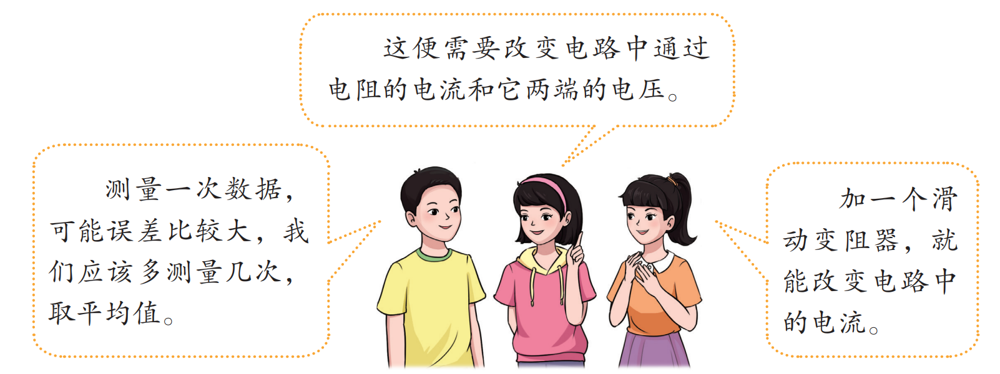 这便需要改变电路中通过
电阻的电流和它两端的电压。
测量一次数据，
可能误差比较大，我
们应该多测量几次，
取平均值。
加一个滑
动变阻器，就
能改变电路中
的电流。